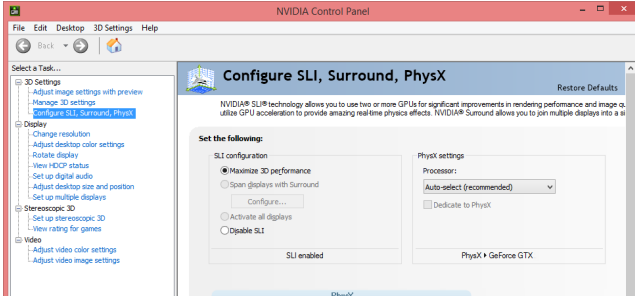 NVIDIA Control Panel
File Edit Desktop 3D Settings Help
Back
Select a Task...
3D Settings
Adjust image settings with preview
Manage 3D settings
Configure SLI, Surround, PhysX
Display
Change resolution
Adjust desktop color settings
Rotate display
View HDCP status
Set up digital audio
Adjust desktop size and position
Set up multiple displays
Stereoscopic 3D
Set up stereoscopic 3D
View rating for games
Video
Adjust video color settings
Adjust video image settings
Configure SLI, Surround, PhysX
Restore Defaults
NVIDIA® SLI® technology allows you to use two or more GPUs for significant improvements in rendering performance and image
utilize GPU acceleration to provide amazing real-time physics effects. NVIDIA® Surround allows you to join multiple displays into a
Set the following:
SLI configuration
Maximize 3D performance
Span displays with Surround
Configure...
Activate all displays
Disable SLI
SLI enabled
PhysX settings
Processor:
Auto-select (recommended)
Dedicate to PhysX
PhysX ▸ GeForce GTX
PhysX